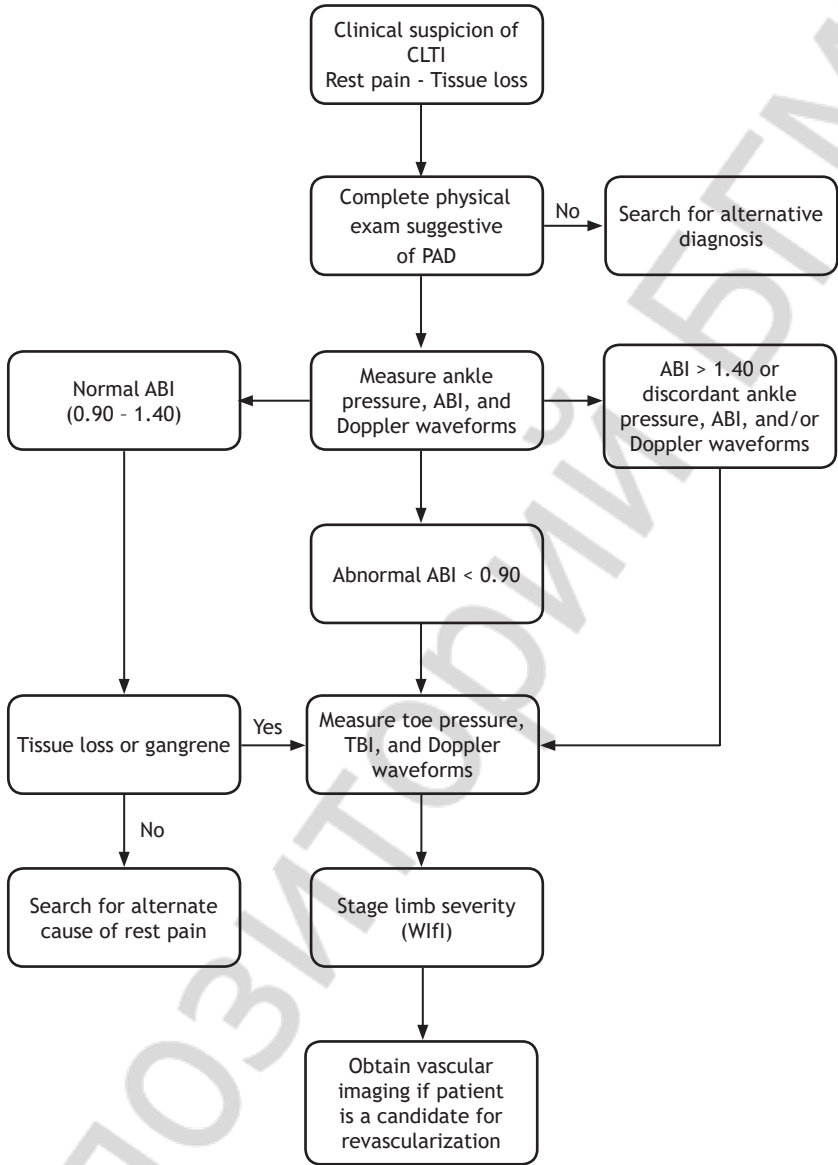 Clinical suspicion of
CLTI
Rest pain - Tissue loss
Complete physical
exam suggestive
of PAD
No
Search for alternative
diagnosis
Normal ABI
(0.90 – 1.40)
Measure ankle
pressure, ABI, and
Doppler waveforms
ABI > 1.40 or
discordant ankle
pressure, ABI, and/or
Doppler waveforms
Abnormal ABI < 0.90
Tissue loss or gangrene
Yes
Measure toe pressure,
TBI, and Doppler
waveforms
No
Search for alternate
cause of rest pain
Stage limb severity
(WIfI)
Obtain vascular
imaging if patient
is a candidate for
revascularization
позиторий БГМ